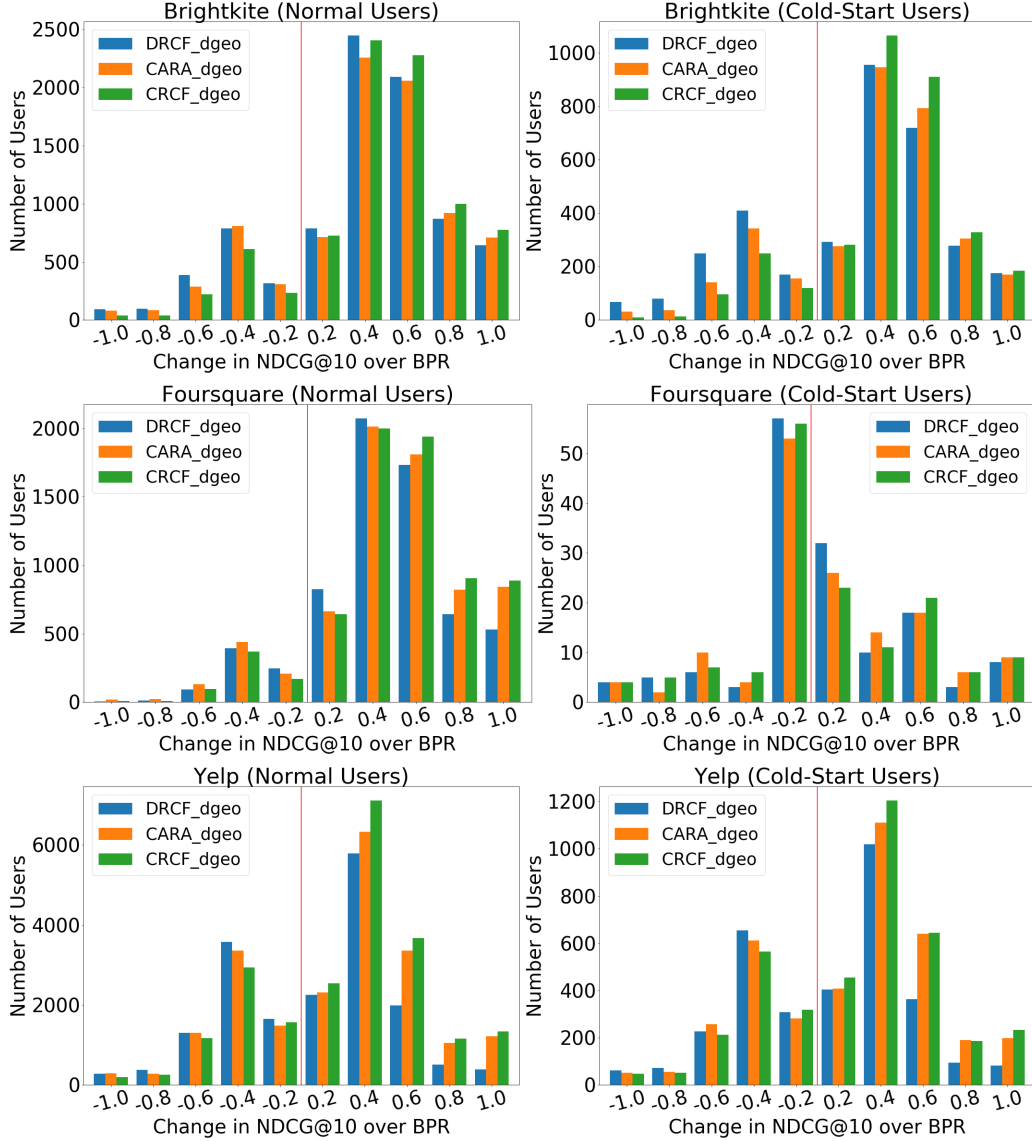 Brightkite (Normal Users)
Number of Users
2500
2000
1500
1000
500
0
DRCF_dgeo
CARA_dgeo
CRCF_dgeo
-1.0 -0.8 -0.6 -0.4 -0.2 0.2 0.4 0.6 0.8 1.0
Change in NDCG@10 over BPR
Brightkite (Cold-Start Users)
Number of Users
1000
800
600
400
200
0
DRCF_dgeo
CARA_dgeo
CRCF_dgeo
-1.0 -0.8 -0.6 -0.4 -0.2 0.2 0.4 0.6 0.8 1.0
Change in NDCG@10 over BPR
Foursquare (Normal Users)
Number of Users
2000
1500
1000
500
0
DRCF_dgeo
CARA_dgeo
CRCF_dgeo
-1.0 -0.8 -0.6 -0.4 -0.2 0.2 0.4 0.6 0.8 1.0
Change in NDCG@10 over BPR
Foursquare (Cold-Start Users)
Number of Users
50
40
30
20
10
0
DRCF_dgeo
CARA_dgeo
CRCF_dgeo
-1.0 -0.8 -0.6 -0.4 -0.2 0.2 0.4 0.6 0.8 1.0
Change in NDCG@10 over BPR
Yelp (Normal Users)
Number of Users
6000
4000
2000
0
DRCF_dgeo
CARA_dgeo
CRCF_dgeo
-1.0 -0.8 -0.6 -0.4 -0.2 0.2 0.4 0.6 0.8 1.0
Change in NDCG@10 over BPR
Yelp (Cold-Start Users)
Number of Users
1200
1000
800
600
400
200
0
DRCF_dgeo
CARA_dgeo
CRCF_dgeo
-1.0 -0.8 -0.6 -0.4 -0.2 0.2 0.4 0.6 0.8 1.0
Change in NDCG@10 over BPR